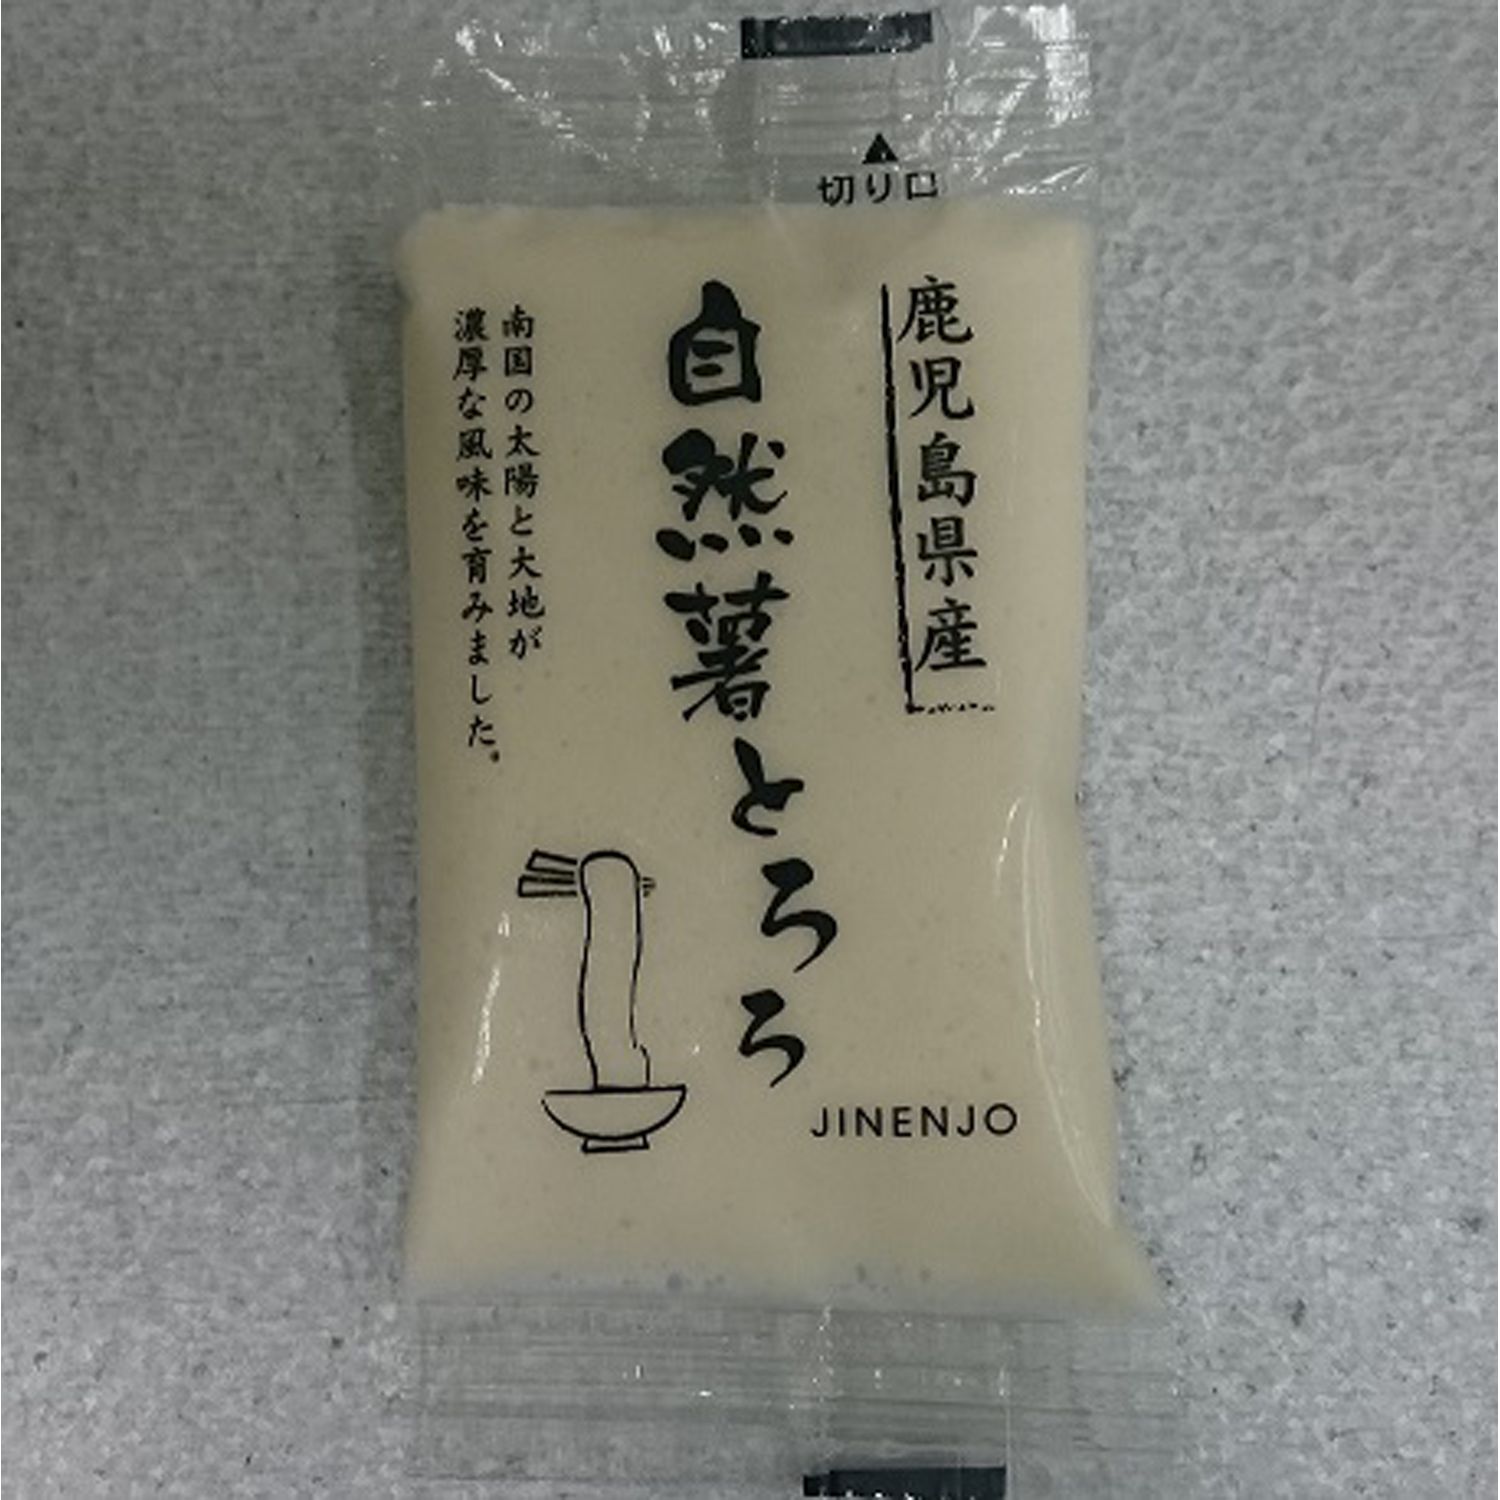 切り口
鹿児島県産
自然薯とろろ
JINENJO
南国の太陽と大地が
濃厚な風味を育みました。